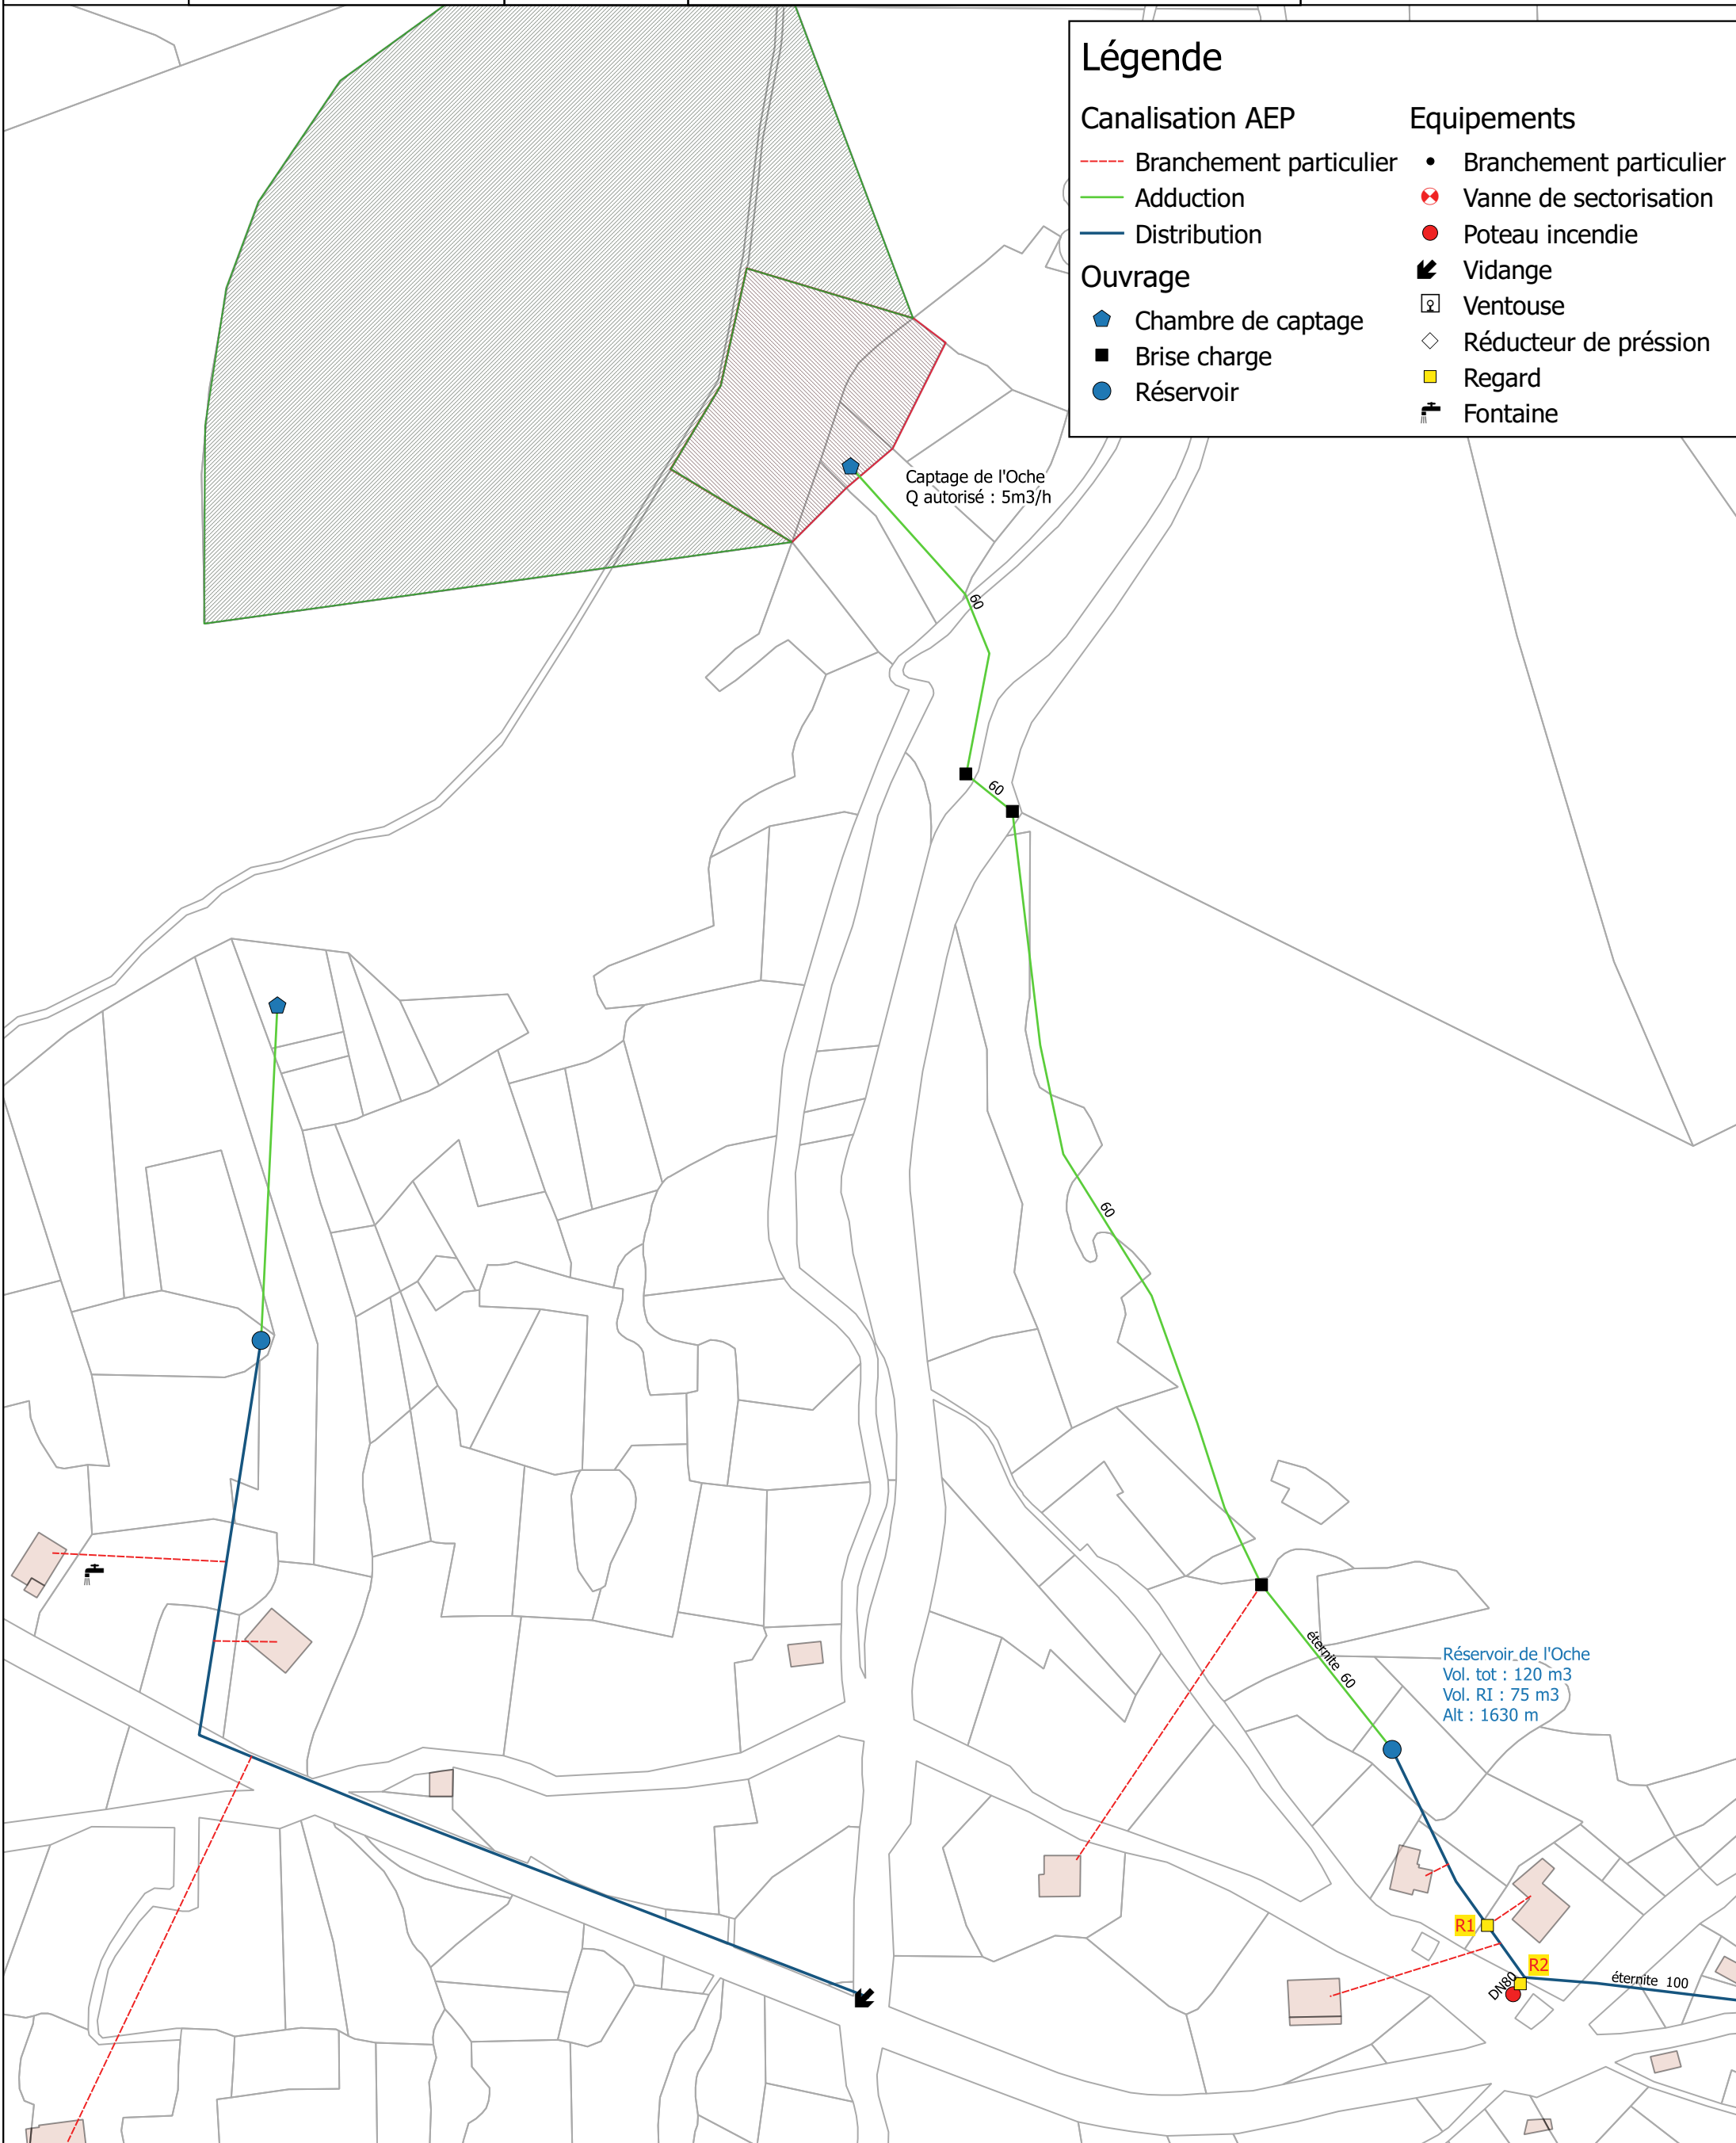 Légende
Canalisation AEP
Branchement particulier
Adduction
Distribution
Ouvrage
Chambre de captage
Brise charge
Réservoir
Equipements
Branchement particulier
Vanne de sectorisation
Poteau incendie
Vidange
Ventouse
Réducteur de préssion
Regard
Fontaine
Captage de l'Oche
Q autorisé : 5m3/h
60
60
60
éternite 60
Réservoir de l'Oche
Vol. tot : 120 m3
Vol. RI : 75 m3
Alt : 1630 m
R1
R2
DN80
éternite 100